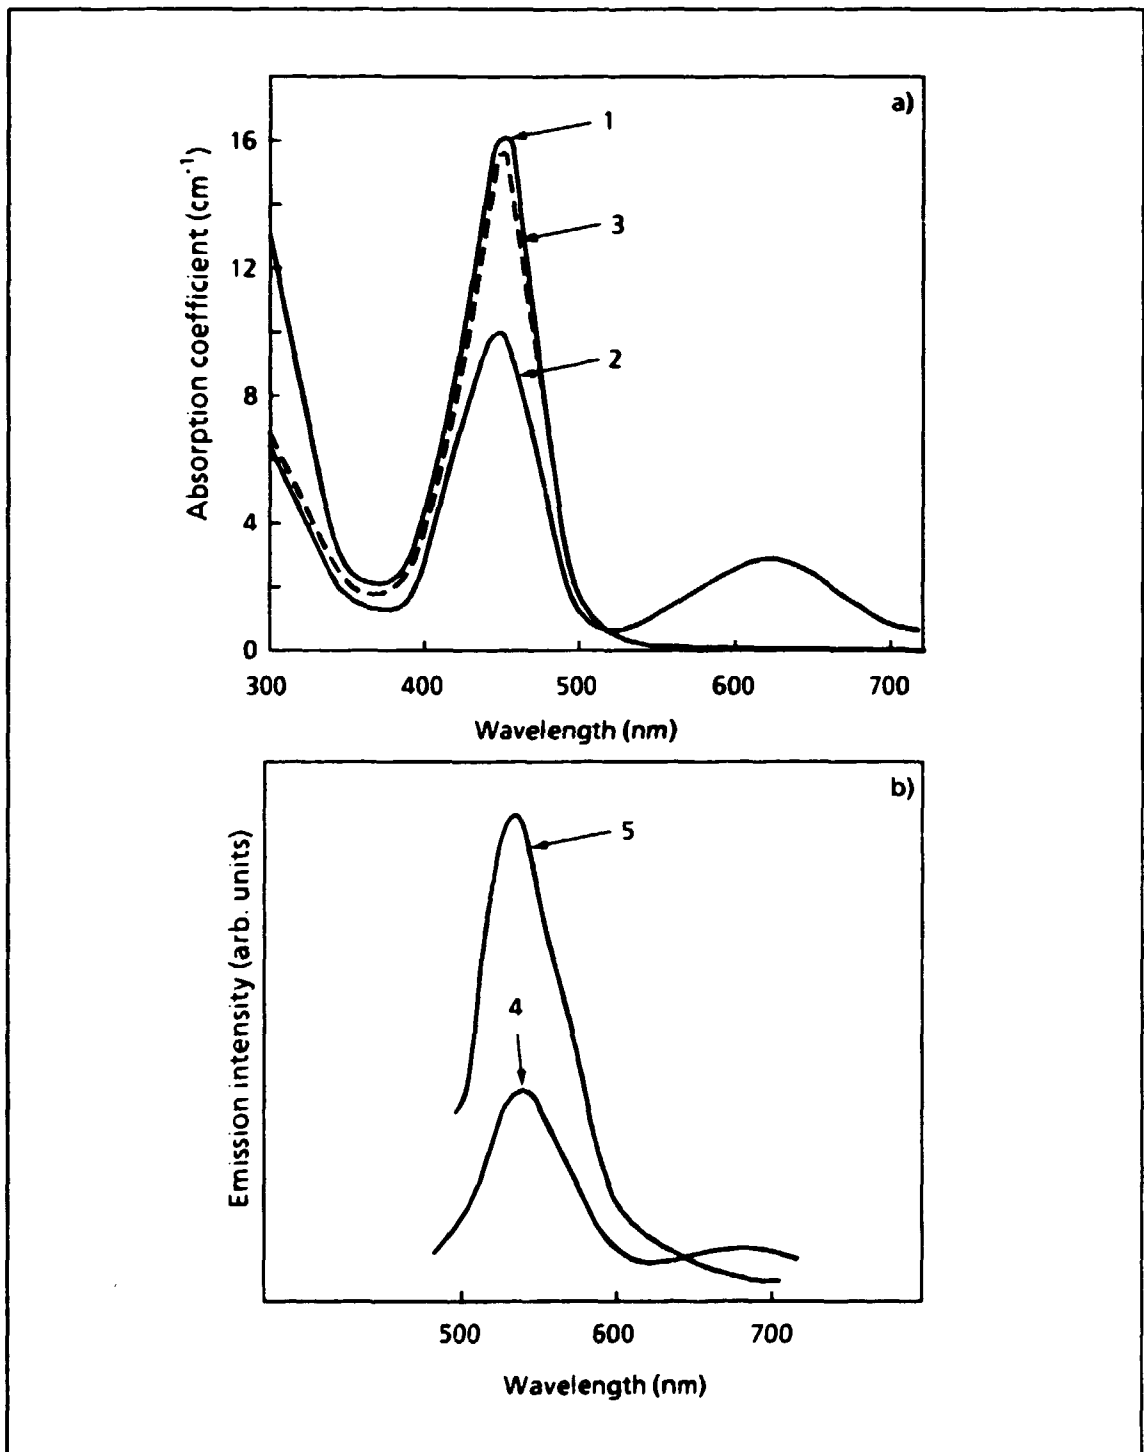 a)
1
16
3
12
2
8
4
0
300 400 500 600 700
Absorption coefficient (cm⁻¹)
Wavelength (nm)
b)
5
4
500 600 700
Emission intensity (arb. units)
Wavelength (nm)